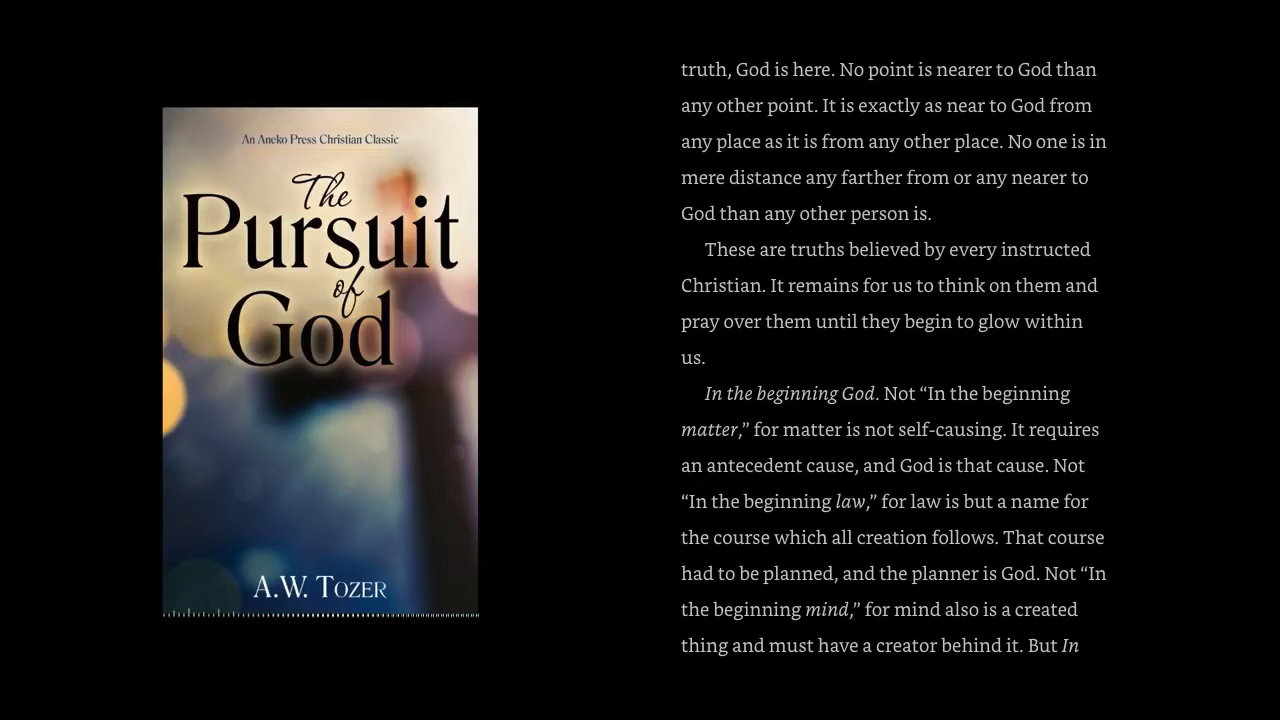 An Aneko Press Christian Classic
The
Pursuit
of
God
A.W. Tozer
truth, God is here. No point is nearer to God than
any other point. It is exactly as near to God from
any place as it is from any other place. No one is in
mere distance any farther from or any nearer to
God than any other person is.
These are truths believed by every instructed
Christian. It remains for us to think on them and
pray over them until they begin to glow within
us.
In the beginning God. Not “In the beginning
matter,” for matter is not self-causing. It requires
an antecedent cause, and God is that cause. Not
“In the beginning law,” for law is but a name for
the course which all creation follows. That course
had to be planned, and the planner is God. Not “In
the beginning mind,” for mind also is a created
thing and must have a creator behind it. But In